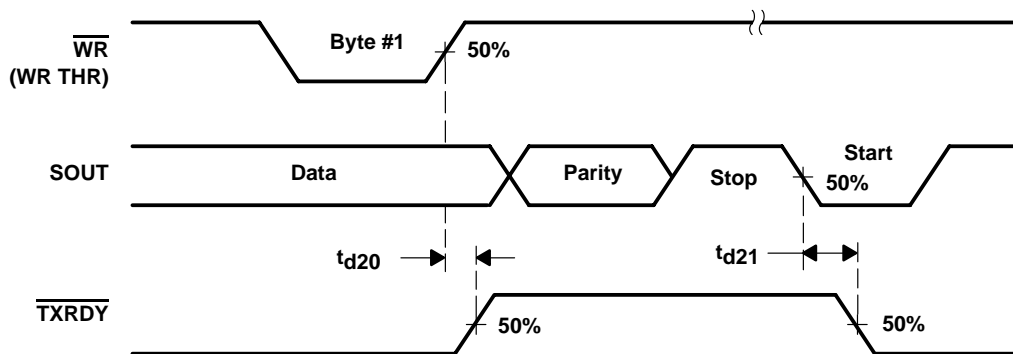 WR
(WR THR)
Byte #1
50%
SOUT
Data
Parity
Stop
Start
50%
td20
td21
TXRDY
50%
50%